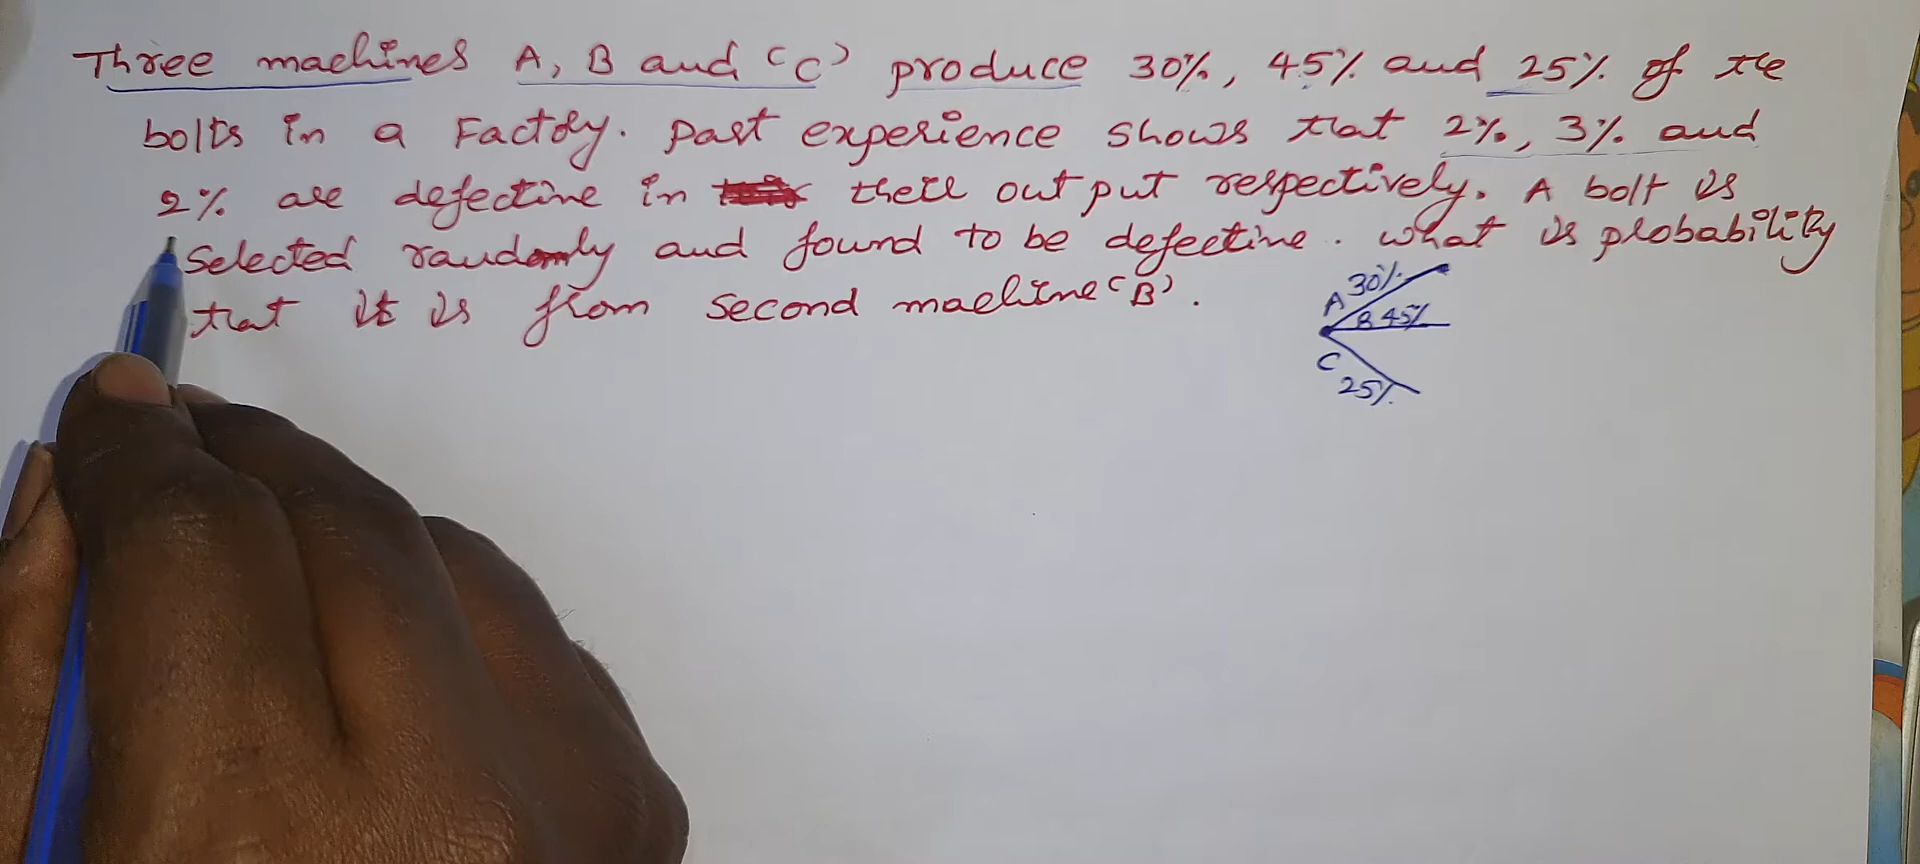 Three machines A, B and 'C' produce 30%, 45% and 25% of the
bolts in a Factory. past experience shows that 2%, 3% and
2% are defective in their output respectively. A bolt is
Selected randomly and found to be defective. what is probability
that it is from second machine 'B'.
A 30%
B 45%
C
25%